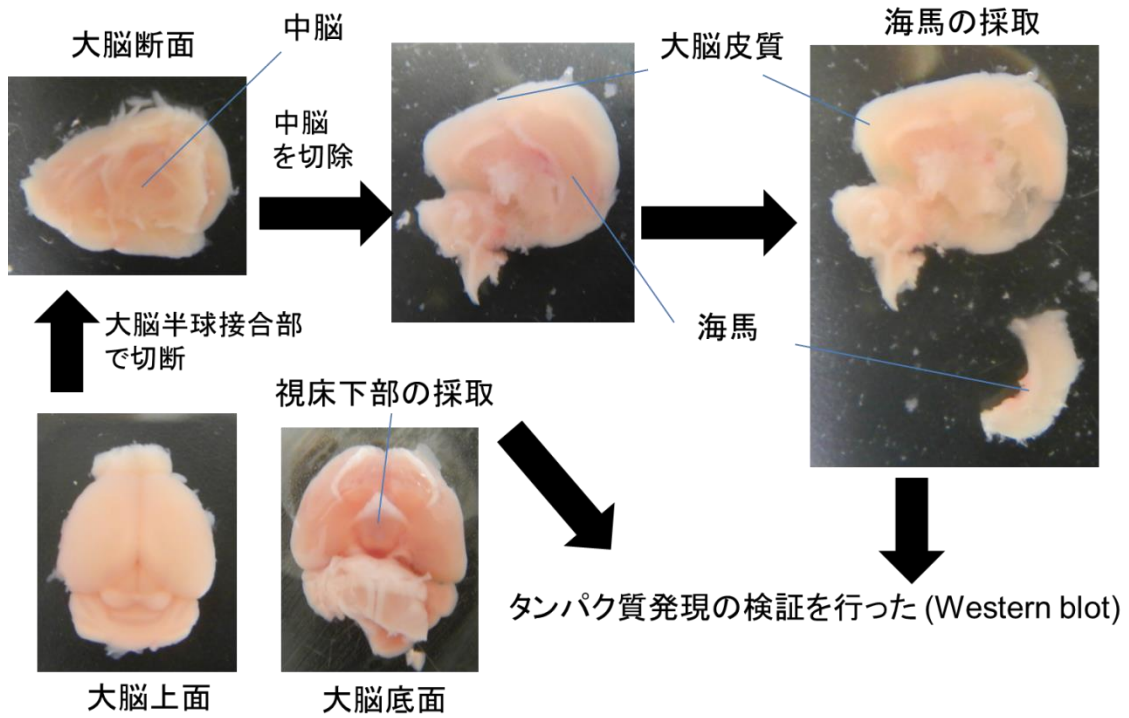 大脳断面
中脳
海馬の採取
大脳皮質
中脳
を切除
大脳半球接合部
で切断
海馬
視床下部の採取
タンパク質発現の検証を行った (Western blot)
大脳上面
大脳底面